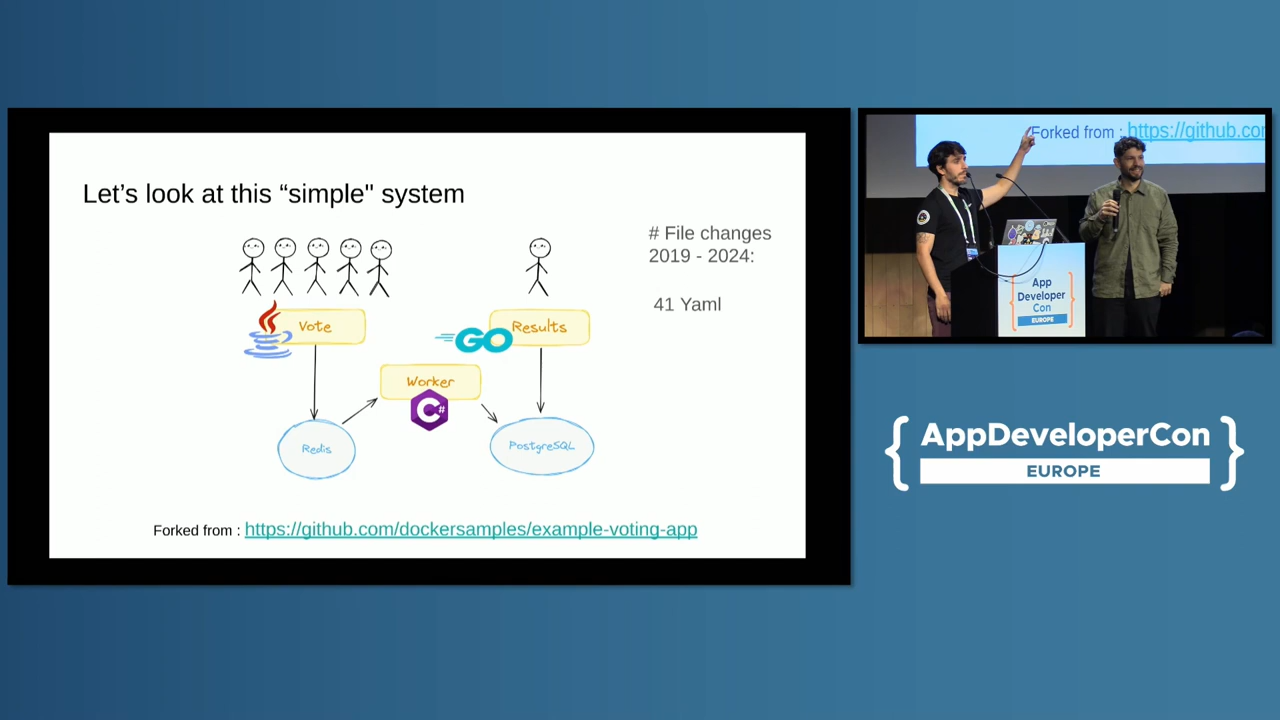 Let's look at this “simple" system
# File changes
2019 - 2024:
41 Yaml
Vote
GO
Results
Worker
C#
Redis
PostgreSQL
Forked from : https://github.com/dockersamples/example-voting-app
Forked from : https://github.co
App
Developer
Con
EUROPE
{ AppDeveloperCon }
EUROPE